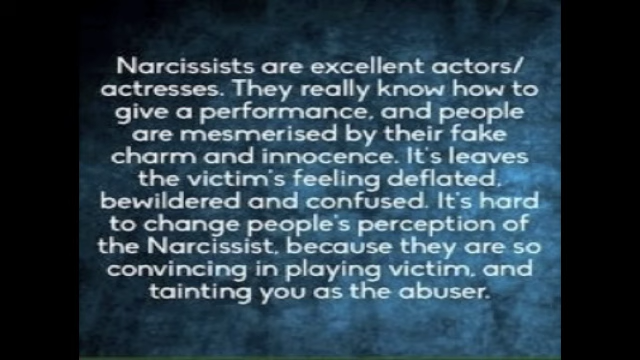 Narcissists are excellent actors/
actresses. They really know how to
give a performance, and people
are mesmerised by their fake
charm and innocence. It's leaves
the victim's feeling deflated,
bewildered and confused. It's hard
to change people's perception of
the Narcissist, because they are so
convincing in playing victim, and
tainting you as the abuser.